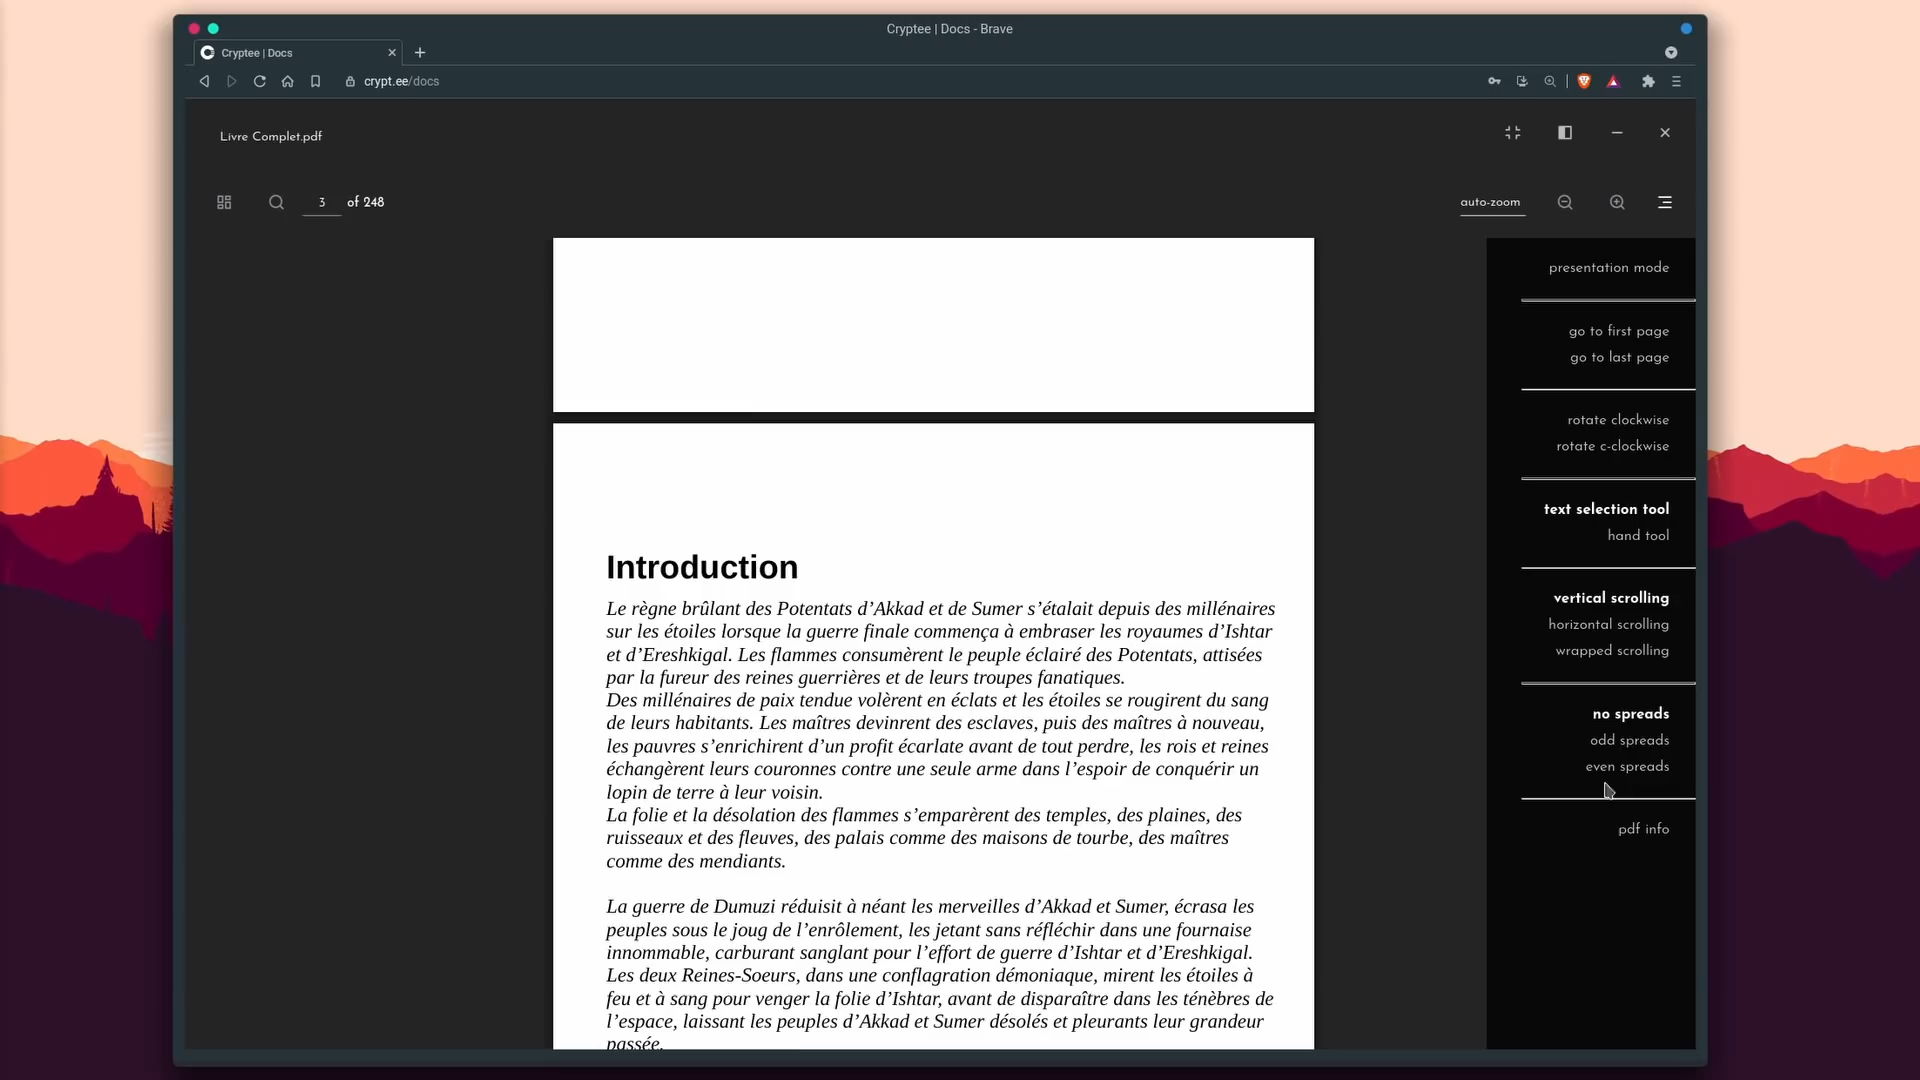 Cryptee | Docs - Brave
Cryptee | Docs
crypt.ee/docs
Livre Complet.pdf
3 of 248
auto-zoom
presentation mode
go to first page
go to last page
rotate clockwise
rotate c-clockwise
text selection tool
hand tool
vertical scrolling
horizontal scrolling
wrapped scrolling
no spreads
odd spreads
even spreads
pdf info
Introduction
Le règne brûlant des Potentats d’Akkad et de Sumer s’étalait depuis des millénaires
sur les étoiles lorsque la guerre finale commença à embraser les royaumes d’Ishtar
et d’Ereshkigal. Les flammes consumèrent le peuple éclairé des Potentats, attisées
par la fureur des reines guerrières et de leurs troupes fanatiques.
Des millénaires de paix tendue volèrent en éclats et les étoiles se rougirent du sang
de leurs habitants. Les maîtres devinrent des esclaves, puis des maîtres à nouveau,
les pauvres s’enrichirent d’un profit écarlate avant de tout perdre, les rois et reines
échangèrent leurs couronnes contre une seule arme dans l’espoir de conquérir un
lopin de terre à leur voisin.
La folie et la désolation des flammes s’emparèrent des temples, des plaines, des
ruisseaux et des fleuves, des palais comme des maisons de tourbe, des maîtres
comme des mendiants.
La guerre de Dumuzi réduisit à néant les merveilles d’Akkad et Sumer, écrasa les
peuples sous le joug de l’enrôlement, les jetant sans réfléchir dans une fournaise
innommable, carburant sanglant pour l’effort de guerre d’Ishtar et d’Ereshkigal.
Les deux Reines-Soeurs, dans une conflagration démoniaque, mirent les étoiles à
feu et à sang pour venger la folie d’Ishtar, avant de disparaître dans les ténèbres de
l’espace, laissant les peuples d’Akkad et Sumer désolés et pleurants leur grandeur
passée.